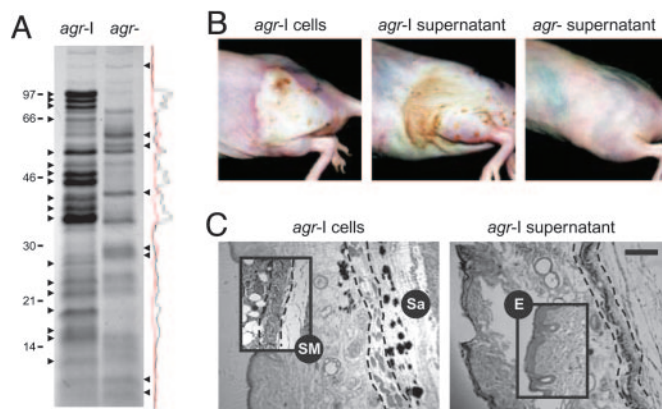 A
agr-I agr-
97
66
46
30
21
14
B
agr-I cells agr-I supernatant agr- supernatant
C
agr-I cells agr-I supernatant
Sa
SM
E